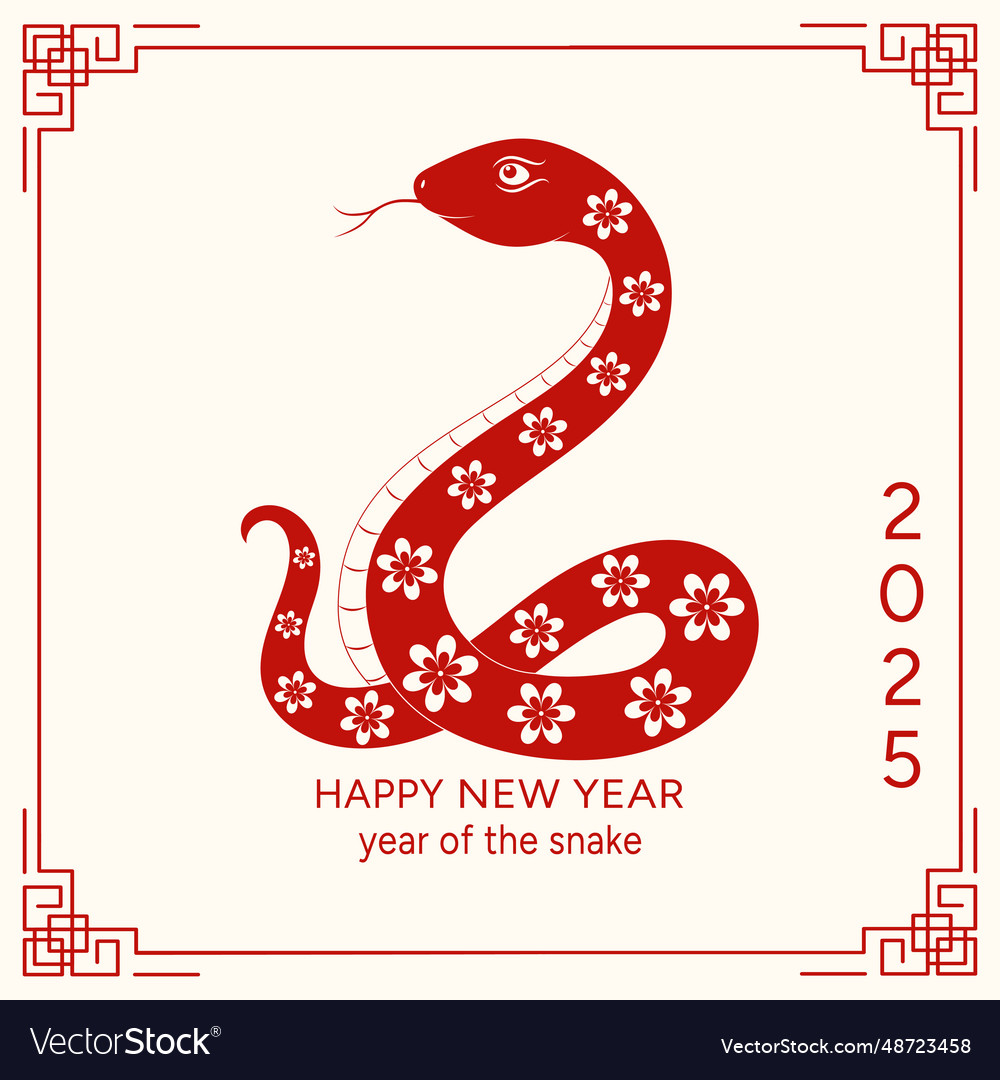 2
0
2
5
HAPPY NEW YEAR
year of the snake
VectorStock®
VectorStock.com/48723458